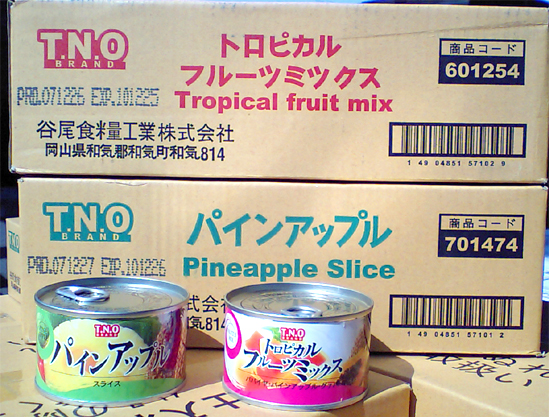 T.N.O
BRAND
トロピカル
フルーツミックス
Tropical fruit mix
商品コード
601254
PRD.071226 EXP.101225
谷尾食糧工業株式会社
岡山県和気郡和気町和気814
1 49 04851 57102 9
T.N.O
BRAND
パインアップル
Pineapple Slice
商品コード
701474
PRD.071227 EXP.101226
1 49 04851 57101 2
T.N.O
BRAND
パインアップル
スライス
T.N.O
BRAND
トロピカル
フルーツミックス